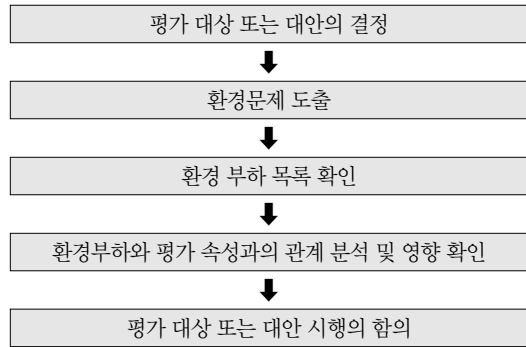 평가 대상 또는 대안의 결정
환경문제 도출
환경 부하 목록 확인
환경부하와 평가 속성과의 관계 분석 및 영향 확인
평가 대상 또는 대안 시행의 함의